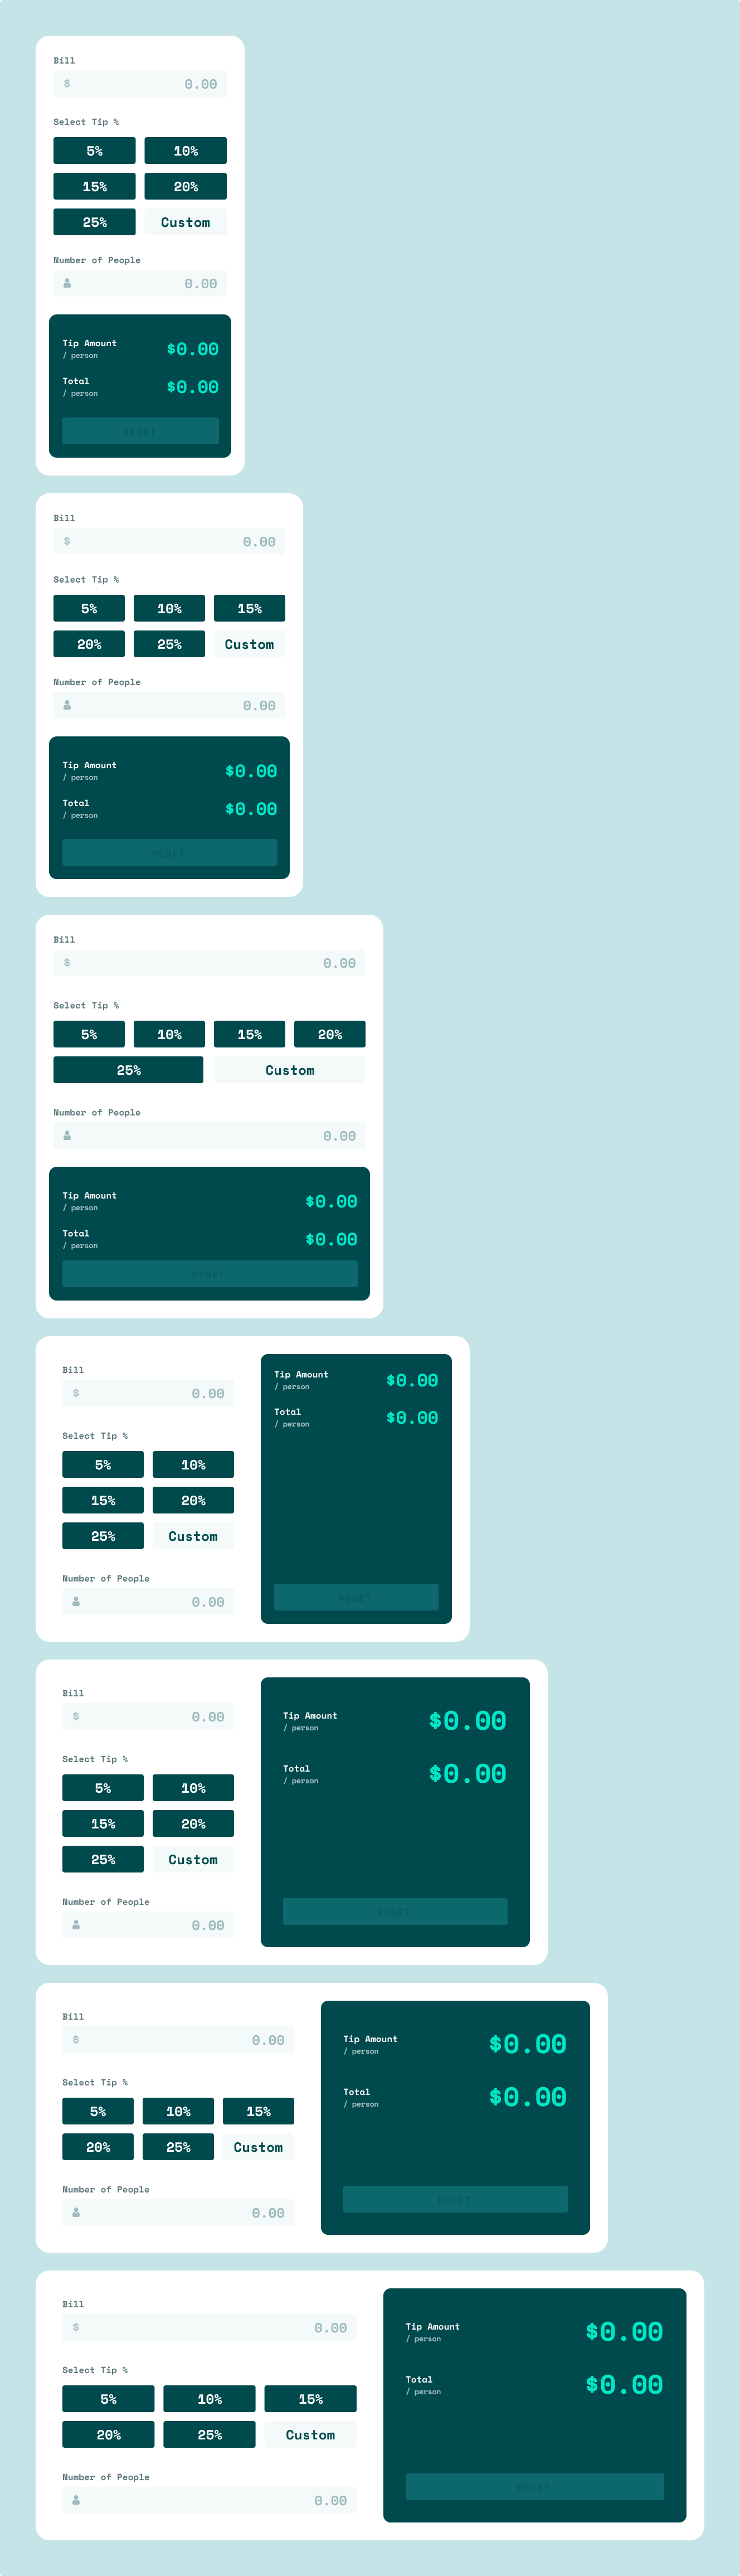 Bill
$ 0.00
Select Tip %
5% 10%
15% 20%
25% Custom
Number of People
0.00
Tip Amount
/ person
$0.00
Total
/ person
$0.00
RESET
Bill
$ 0.00
Select Tip %
5% 10% 15%
20% 25% Custom
Number of People
0.00
Tip Amount
/ person
$0.00
Total
/ person
$0.00
RESET
Bill
$ 0.00
Select Tip %
5% 10% 15% 20%
25% Custom
Number of People
0.00
Tip Amount
/ person
$0.00
Total
/ person
$0.00
RESET
Bill
$ 0.00
Select Tip %
5% 10%
15% 20%
25% Custom
Number of People
0.00
Tip Amount
/ person
$0.00
Total
/ person
$0.00
RESET
Bill
$ 0.00
Select Tip %
5% 10%
15% 20%
25% Custom
Number of People
0.00
Tip Amount
/ person
$0.00
Total
/ person
$0.00
RESET
Bill
$ 0.00
Select Tip %
5% 10% 15%
20% 25% Custom
Number of People
0.00
Tip Amount
/ person
$0.00
Total
/ person
$0.00
RESET
Bill
$ 0.00
Select Tip %
5% 10% 15%
20% 25% Custom
Number of People
0.00
Tip Amount
/ person
$0.00
Total
/ person
$0.00
RESET